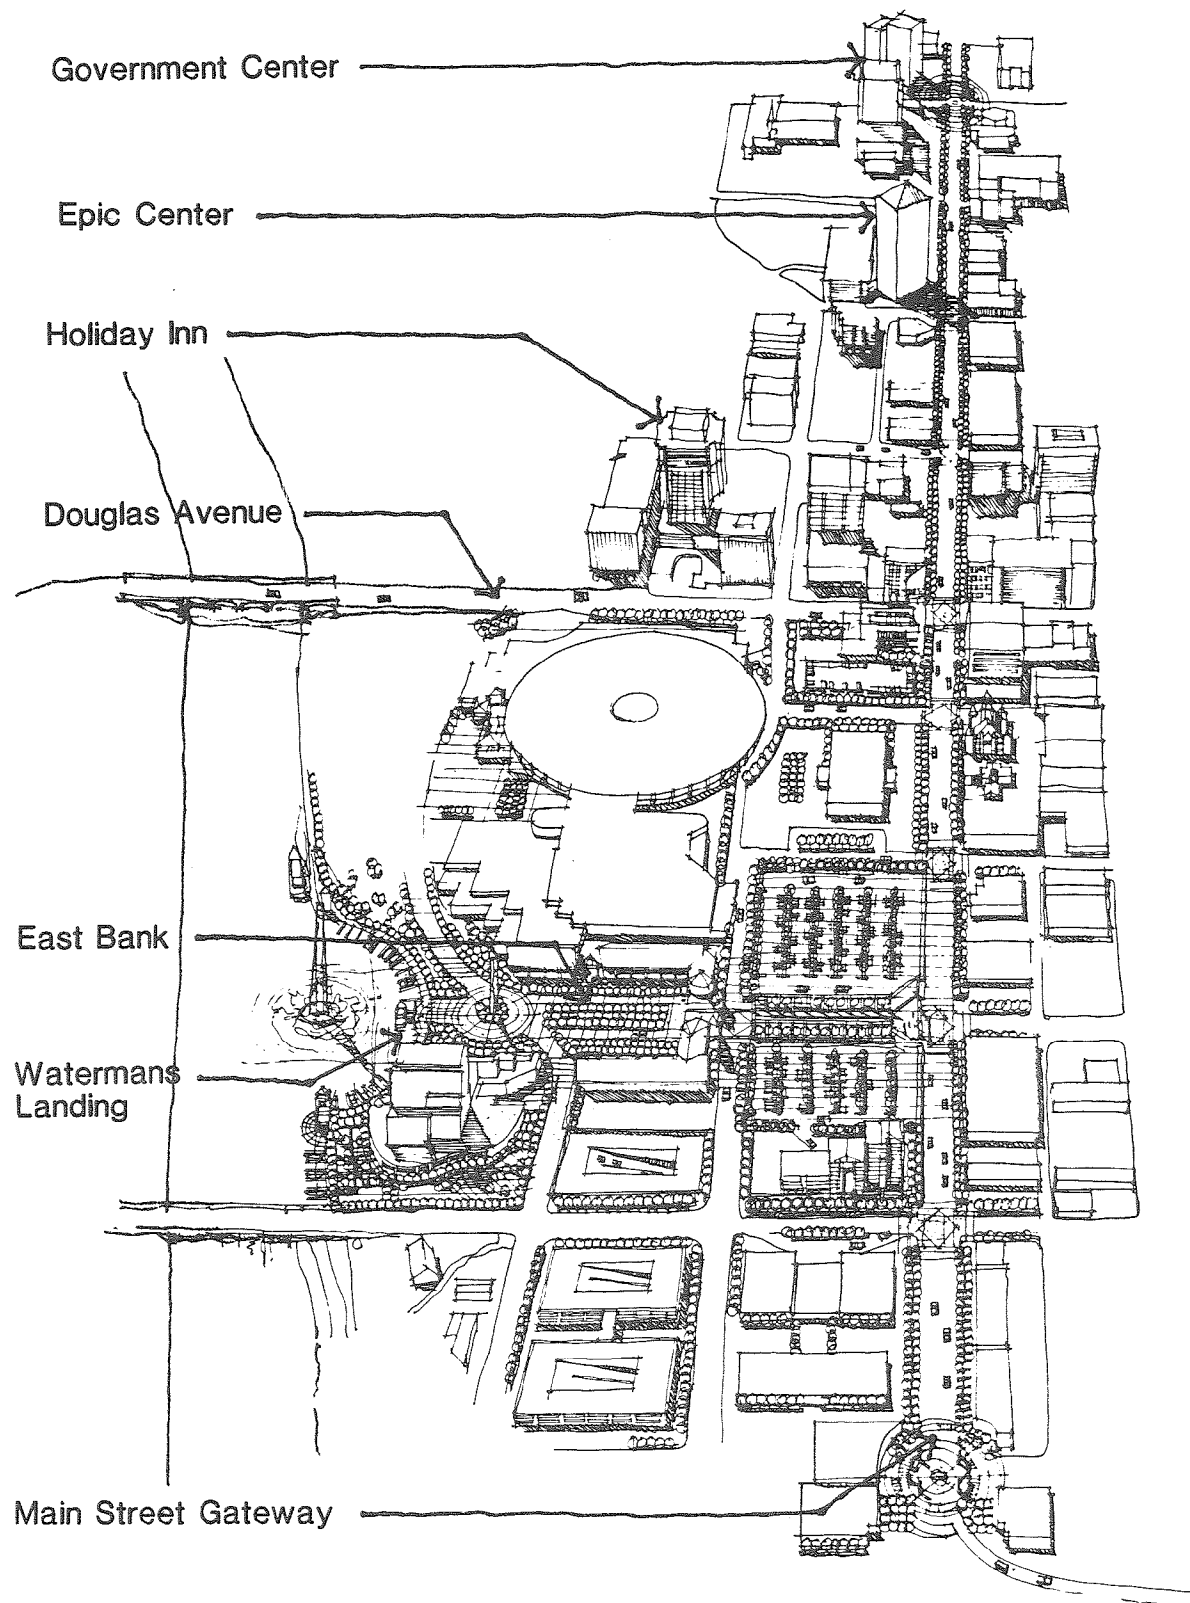 Government Center
Epic Center
Holiday Inn
Douglas Avenue
East Bank
Watermans
Landing
Main Street Gateway